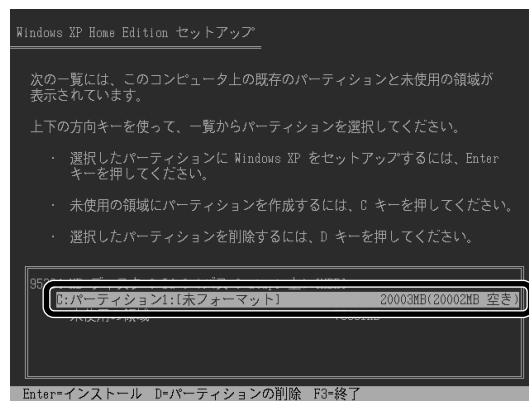 Windows XP Home Edition セットアップ
次の一覧には、このコンピュータ上の既存のパーティションと未使用の領域が
表示されています。
上下の方向キーを使って、一覧からパーティションを選択してください。
・ 選択したパーティションに Windows XP をセットアップするには、Enter
キーを押してください。
・ 未使用の領域にパーティションを作成するには、C キーを押してください。
・ 選択したパーティションを削除するには、D キーを押してください。
C:パーティション1:[未フォーマット] 20003MB(20002MB 空き)
未使用の領域
Enter=インストール D=パーティションの削除 F3=終了